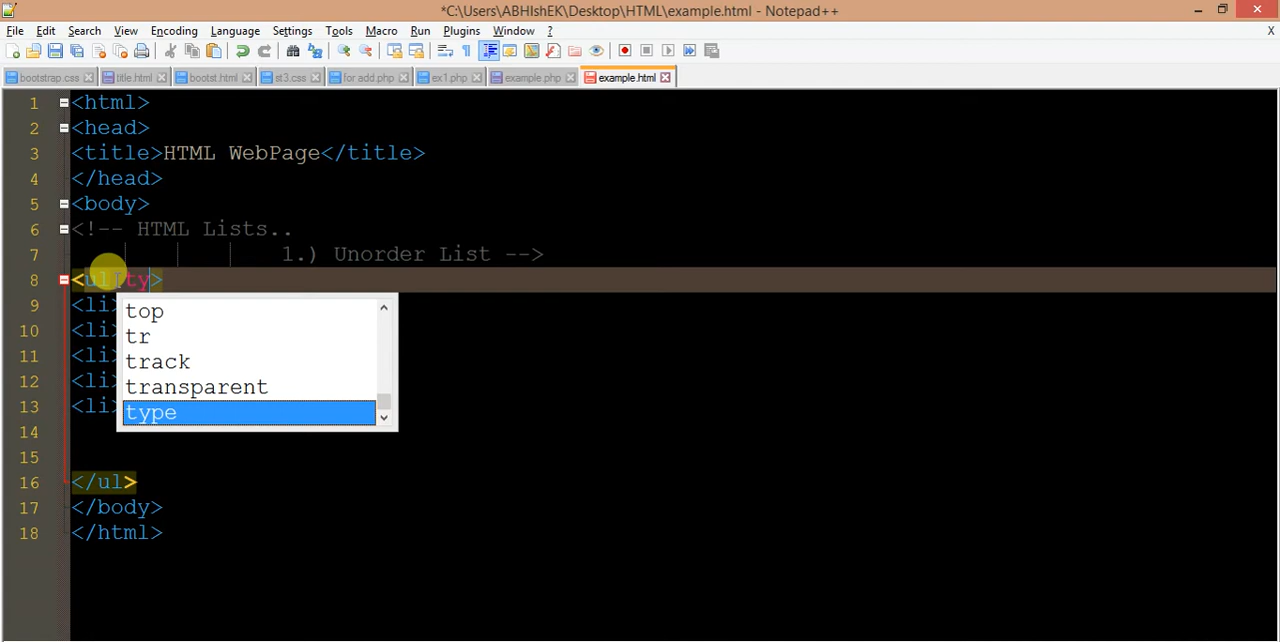 *C:\Users\ABHIshEK\Desktop\HTML\example.html - Notepad++
File Edit Search View Encoding Language Settings Tools Macro Run Plugins Window ? X
bootstrap.css title.html bootst.html st3.css for add.php ex1.php example.php example.html
1 <html>
2 <head>
3 <title>HTML WebPage</title>
4 </head>
5 <body>
6 <!-- HTML Lists..
7 1.) Unorder List -->
8 <ul ty>
9 <li>
10 <li>
11 <li>
12 <li>
13 <li>
top
tr
track
transparent
type
14
15
16 </ul>
17 </body>
18 </html>